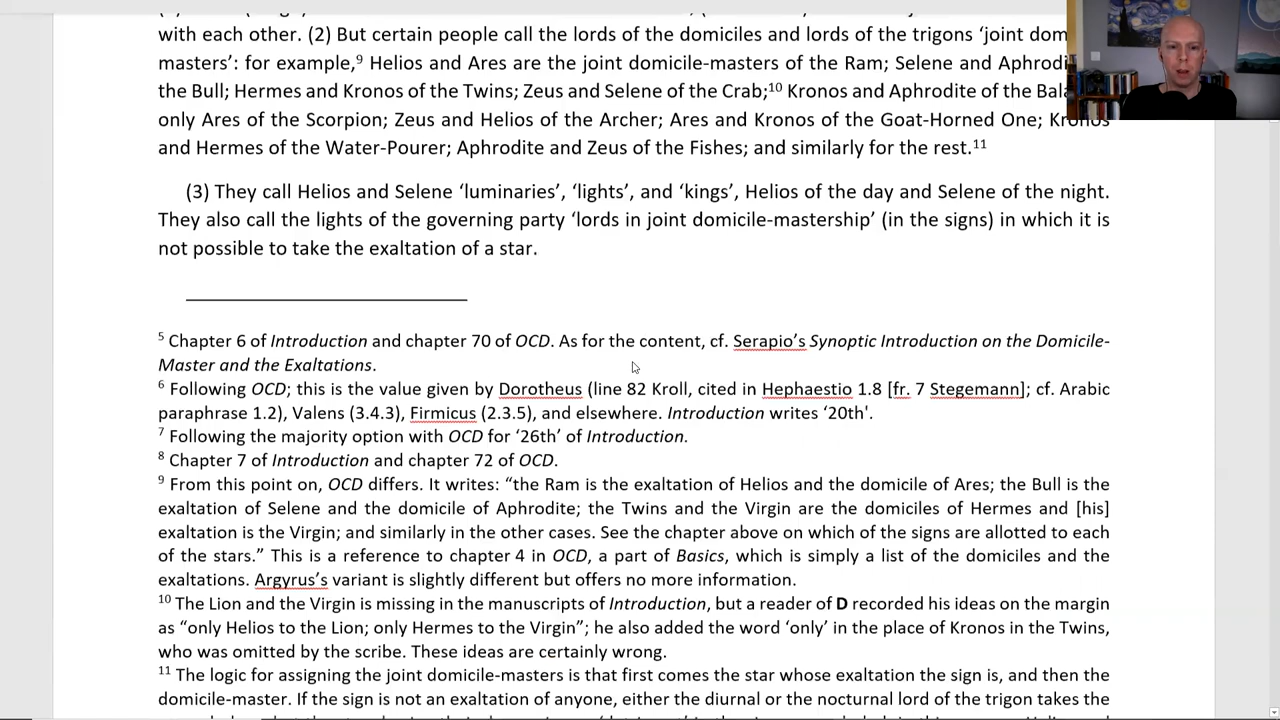 with each other. (2) But certain people call the lords of the domiciles and lords of the trigons ‘joint dom
masters’: for example,⁹ Helios and Ares are the joint domicile-masters of the Ram; Selene and Aphrodi
the Bull; Hermes and Kronos of the Twins; Zeus and Selene of the Crab;¹⁰ Kronos and Aphrodite of the Bala
only Ares of the Scorpion; Zeus and Helios of the Archer; Ares and Kronos of the Goat-Horned One; Kronos
and Hermes of the Water-Pourer; Aphrodite and Zeus of the Fishes; and similarly for the rest.¹¹
(3) They call Helios and Selene ‘luminaries’, ‘lights’, and ‘kings’, Helios of the day and Selene of the night.
They also call the lights of the governing party ‘lords in joint domicile-mastership’ (in the signs) in which it is
not possible to take the exaltation of a star.
⁵ Chapter 6 of Introduction and chapter 70 of OCD. As for the content, cf. Serapio’s Synoptic Introduction on the Domicile-
Master and the Exaltations.
⁶ Following OCD; this is the value given by Dorotheus (line 82 Kroll, cited in Hephaestio 1.8 [fr. 7 Stegemann]; cf. Arabic
paraphrase 1.2), Valens (3.4.3), Firmicus (2.3.5), and elsewhere. Introduction writes ‘20th'.
⁷ Following the majority option with OCD for ‘26th’ of Introduction.
⁸ Chapter 7 of Introduction and chapter 72 of OCD.
⁹ From this point on, OCD differs. It writes: “the Ram is the exaltation of Helios and the domicile of Ares; the Bull is the
exaltation of Selene and the domicile of Aphrodite; the Twins and the Virgin are the domiciles of Hermes and [his]
exaltation is the Virgin; and similarly in the other cases. See the chapter above on which of the signs are allotted to each
of the stars.” This is a reference to chapter 4 in OCD, a part of Basics, which is simply a list of the domiciles and the
exaltations. Argyrus’s variant is slightly different but offers no more information.
¹⁰ The Lion and the Virgin is missing in the manuscripts of Introduction, but a reader of D recorded his ideas on the margin
as “only Helios to the Lion; only Hermes to the Virgin”; he also added the word ‘only’ in the place of Kronos in the Twins,
who was omitted by the scribe. These ideas are certainly wrong.
¹¹ The logic for assigning the joint domicile-masters is that first comes the star whose exaltation the sign is, and then the
domicile-master. If the sign is not an exaltation of anyone, either the diurnal or the nocturnal lord of the trigon takes the